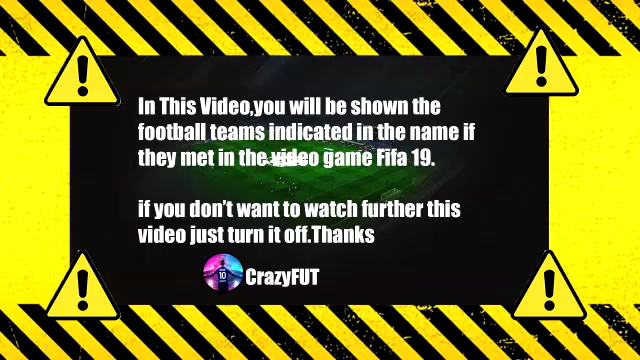 In This Video,you will be shown the
football teams indicated in the name if
they met in the video game Fifa 19.
if you don't want to watch further this
video just turn it off.Thanks
10
CrazyFUT